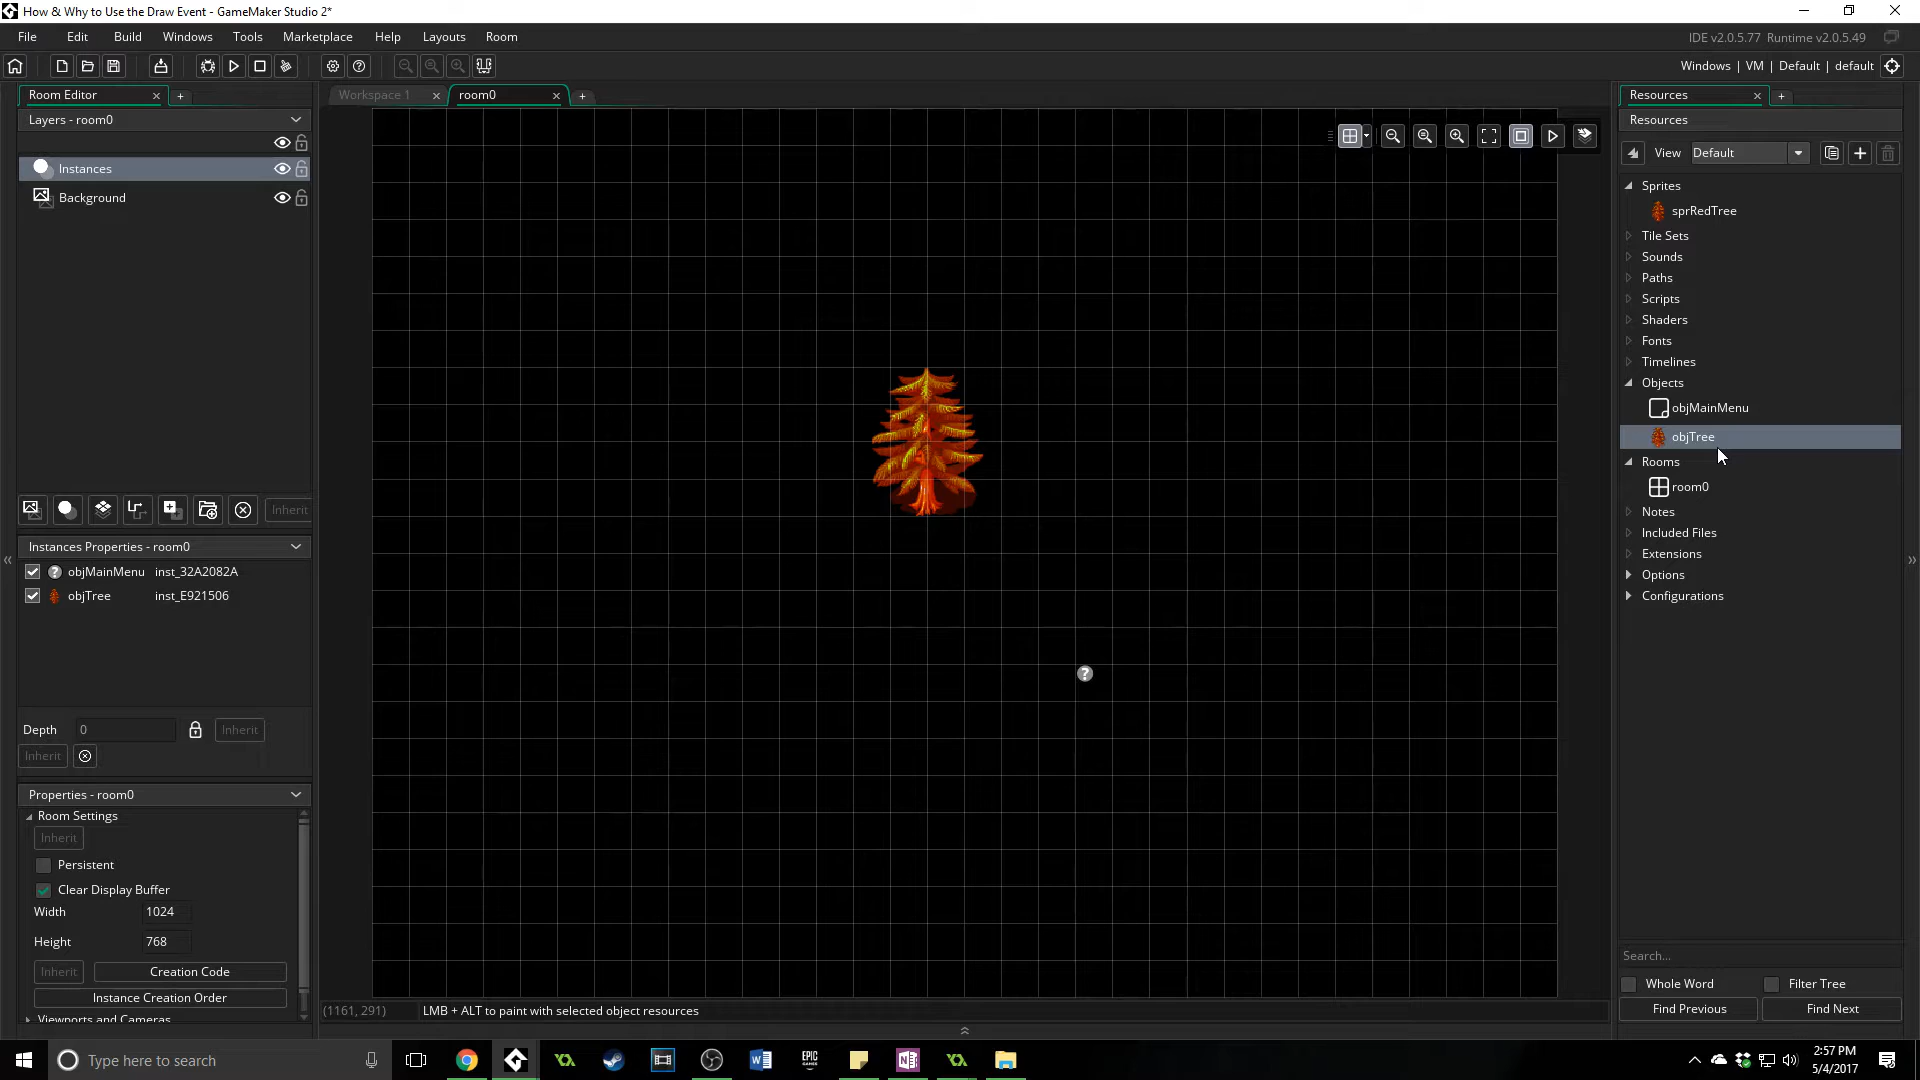 How & Why to Use the Draw Event - GameMaker Studio 2*
File Edit Build Windows Tools Marketplace Help Layouts Room
IDE v2.0.5.77 Runtime v2.0.5.49
Windows | VM | Default | default
Room Editor
Layers - room0
Instances
Background
Inherit
Instances Properties - room0
objMainMenu inst_32A2082A
objTree inst_E921506
Depth 0 Inherit
Inherit
Properties - room0
Room Settings
Inherit
Persistent
Clear Display Buffer
Width 1024
Height 768
Inherit Creation Code
Instance Creation Order
Viewports and Cameras
Workspace 1 room0
?
(1161, 291) LMB + ALT to paint with selected object resources
Resources
Resources
View Default
Sprites
sprRedTree
Tile Sets
Sounds
Paths
Scripts
Shaders
Fonts
Timelines
Objects
objMainMenu
objTree
Rooms
room0
Notes
Included Files
Extensions
Options
Configurations
Search...
Whole Word Filter Tree
Find Previous Find Next
Type here to search
EPIC
GAMES
2:57 PM
5/4/2017